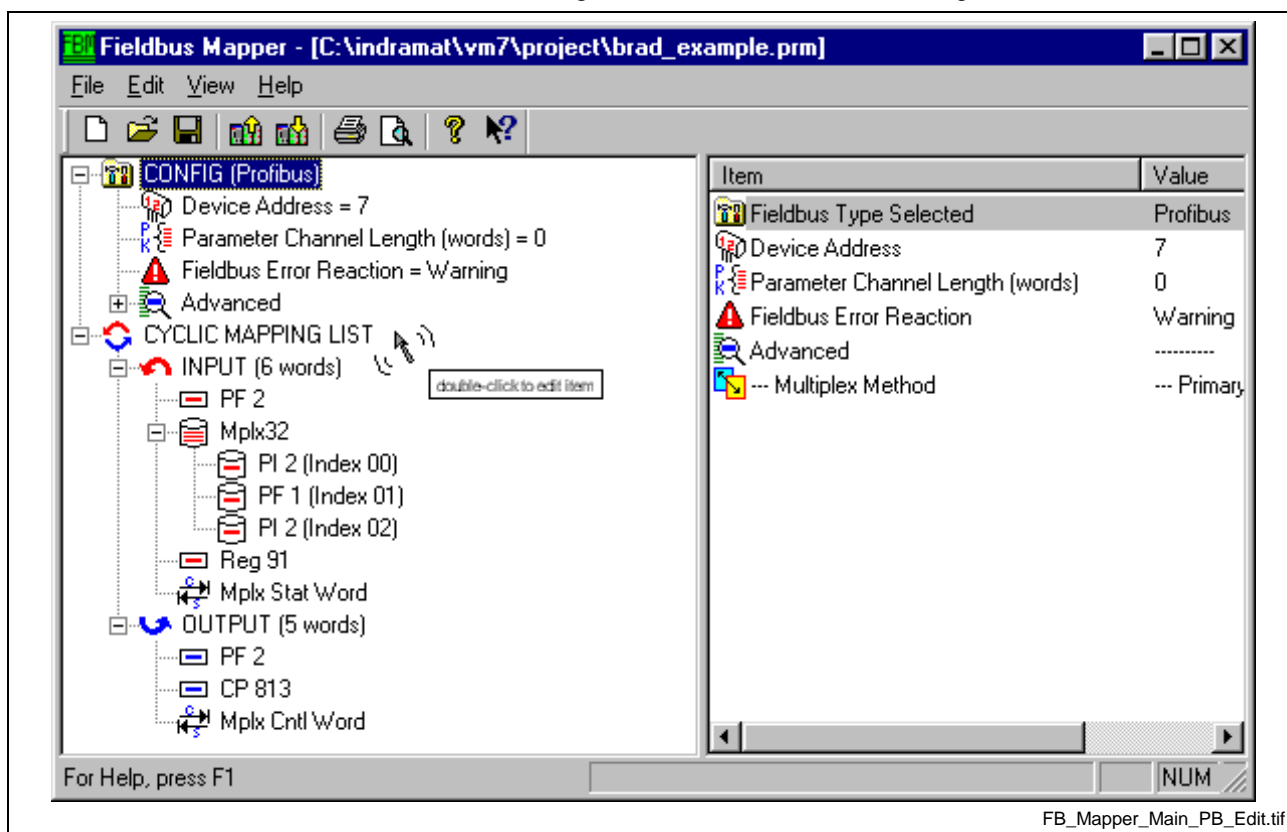 FBM Fieldbus Mapper - [C:\indramat\vm7\project\brad_example.prm]
File Edit View Help
CONFIG (Profibus)
Device Address = 7
Parameter Channel Length (words) = 0
Fieldbus Error Reaction = Warning
Advanced
CYCLIC MAPPING LIST
INPUT (6 words)
double-click to edit item
PF 2
Mplx32
PI 2 (Index 00)
PF 1 (Index 01)
PI 2 (Index 02)
Reg 91
Mplx Stat Word
OUTPUT (5 words)
PF 2
CP 813
Mplx Cntl Word
Item Value
Fieldbus Type Selected Profibus
Device Address 7
Parameter Channel Length (words) 0
Fieldbus Error Reaction Warning
Advanced ----------
--- Multiplex Method --- Primary
For Help, press F1
NUM
FB_Mapper_Main_PB_Edit.tif